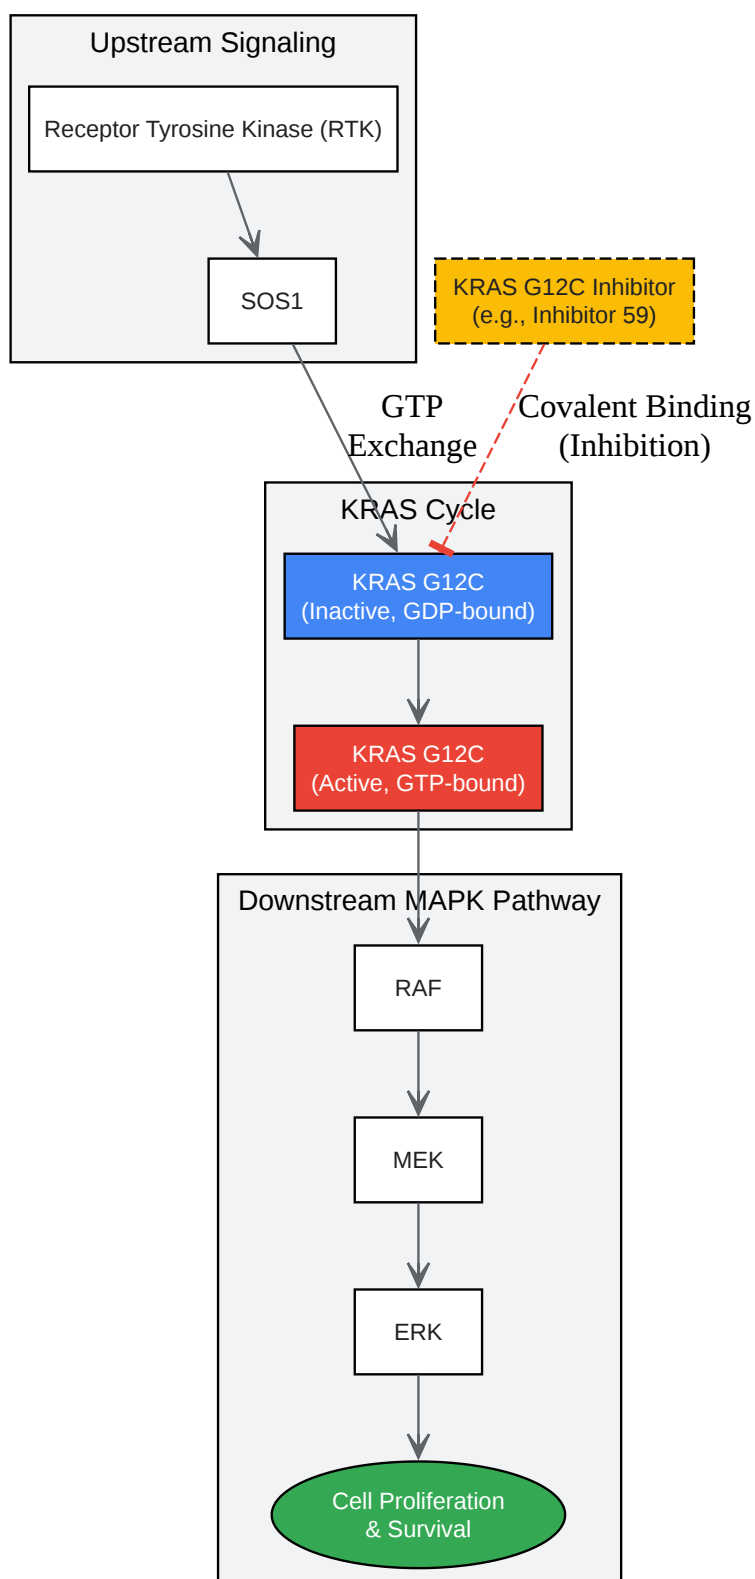 Upstream Signaling
Receptor Tyrosine Kinase (RTK)
SOS1
KRAS G12C Inhibitor
(e.g., Inhibitor 59)
GTP
Exchange
Covalent Binding
(Inhibition)
KRAS Cycle
KRAS G12C
(Inactive, GDP-bound)
KRAS G12C
(Active, GTP-bound)
Downstream MAPK Pathway
RAF
MEK
ERK
Cell Proliferation
& Survival